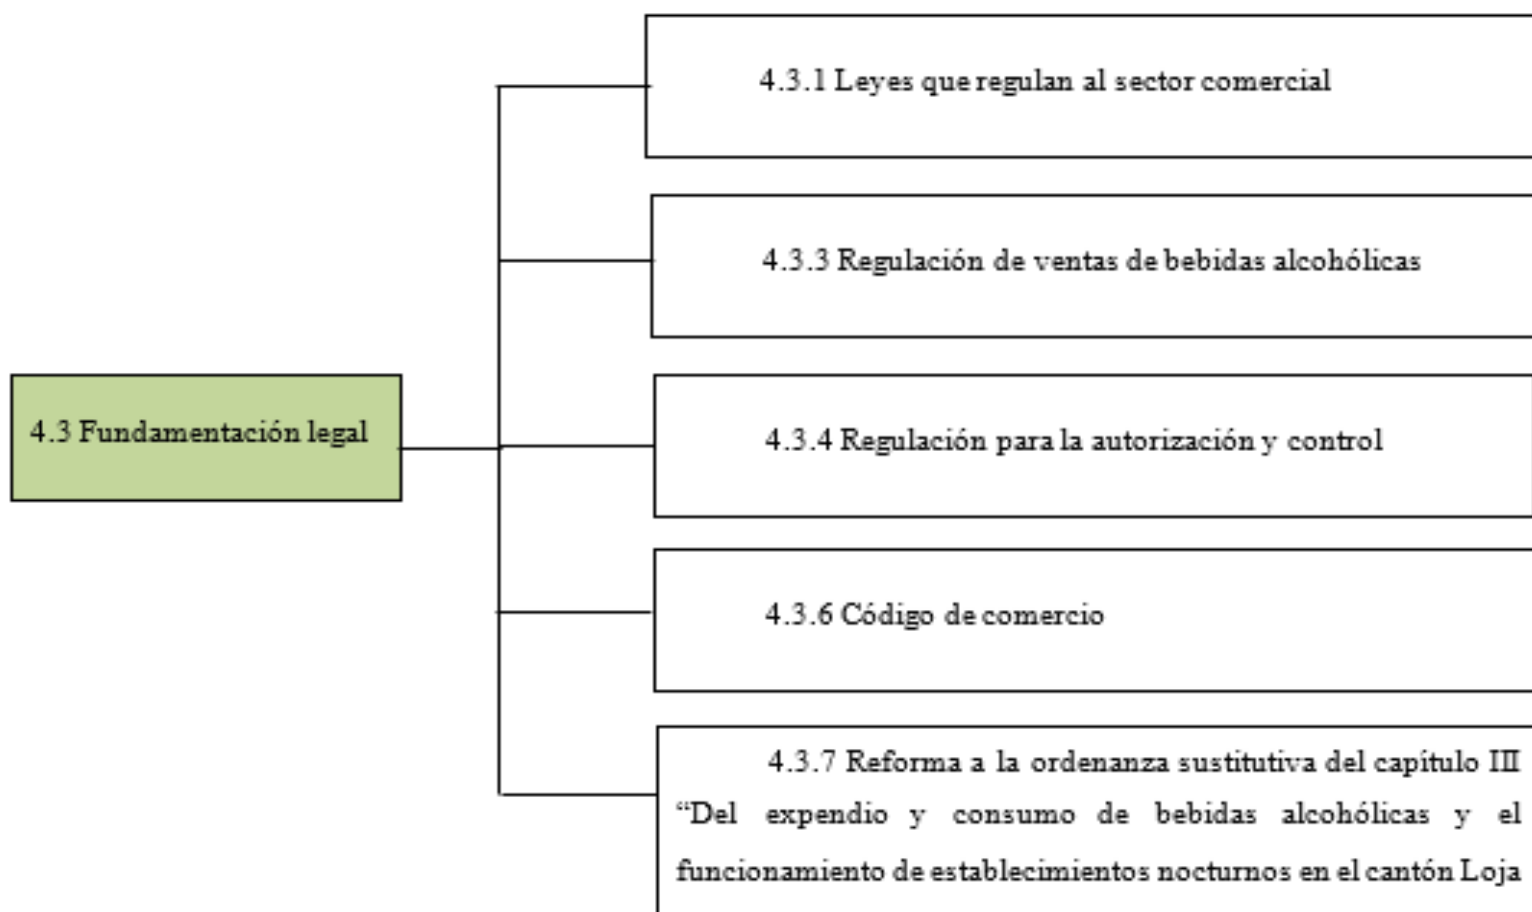 4.3 Fundamentación legal
4.3.1 Leyes que regulan al sector comercial
4.3.3 Regulación de ventas de bebidas alcohólicas
4.3.4 Regulación para la autorización y control
4.3.6 Código de comercio
4.3.7 Reforma a la ordenanza sustitutiva del capítulo III
“Del expendio y consumo de bebidas alcohólicas y el
funcionamiento de establecimientos nocturnos en el cantón Loja